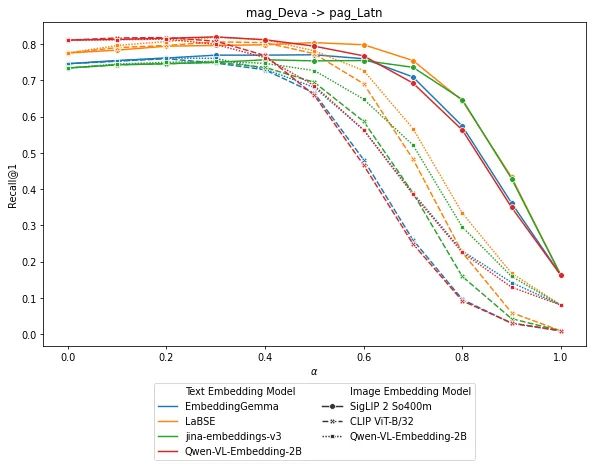 mag_Deva -> pag_Latn
Recall@1
0.8
0.7
0.6
0.5
0.4
0.3
0.2
0.1
0.0
0.0 0.2 0.4 0.6 0.8 1.0
α
Text Embedding Model Image Embedding Model
EmbeddingGemma SigLIP 2 So400m
LaBSE CLIP ViT-B/32
jina-embeddings-v3 Qwen-VL-Embedding-2B
Qwen-VL-Embedding-2B